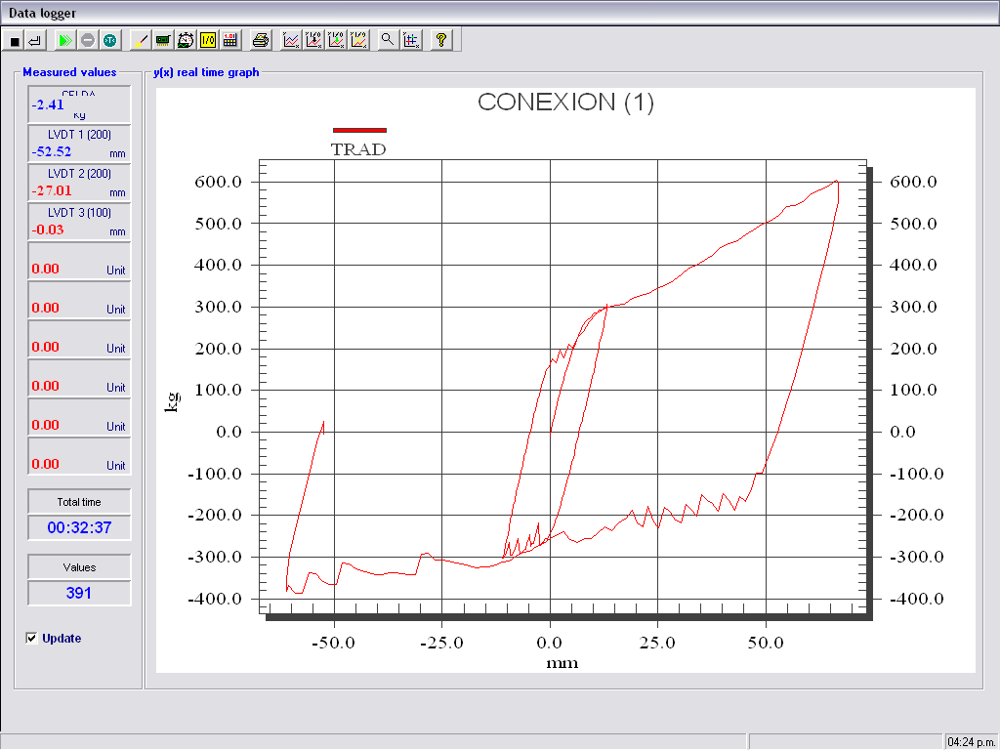 Data logger
Measured values
CELDA
-2.41
Kg
LVDT 1 (200)
-52.52 mm
LVDT 2 (200)
-27.01 mm
LVDT 3 (100)
-0.03 mm
0.00 Unit
0.00 Unit
0.00 Unit
0.00 Unit
0.00 Unit
0.00 Unit
Total time
00:32:37
Values
391
Update
y(x) real time graph
CONEXION (1)
TRAD
600.0 600.0
500.0 500.0
400.0 400.0
300.0 300.0
200.0 200.0
100.0 100.0
kg
0.0 0.0
-100.0 -100.0
-200.0 -200.0
-300.0 -300.0
-400.0 -400.0
-50.0 -25.0 0.0 25.0 50.0
mm
04:24 p.m.